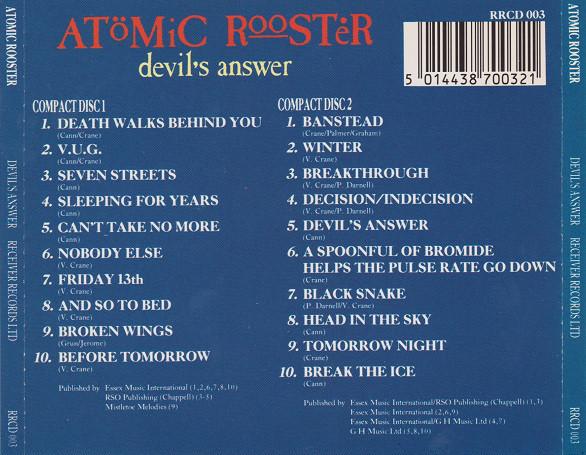 ATOMIC ROOSTER
DEVIL'S ANSWER
RECEIVER RECORDS LTD
RRCD 003
ATÖMiC ROOSTëR
devil's answer
RRCD 003
5 014438 700321
COMPACT DISC 1
1. DEATH WALKS BEHIND YOU
(Cann/Crane)
2. V.U.G.
(Cann/Crane)
3. SEVEN STREETS
(Cann)
4. SLEEPING FOR YEARS
(Cann)
5. CAN'T TAKE NO MORE
(Cann)
6. NOBODY ELSE
(V. Crane)
7. FRIDAY 13th
(V. Crane)
8. AND SO TO BED
(V. Crane)
9. BROKEN WINGS
(Grun/Jerome)
10. BEFORE TOMORROW
(V. Crane)
Published by : Essex Music International (1,2,6,7,8,10)
RSO Publishing (Chappell) (3-5)
Mistletoe Melodies (9)
COMPACT DISC 2
1. BANSTEAD
(Crane/Palmer/Graham)
2. WINTER
(V. Crane)
3. BREAKTHROUGH
(V. Crane/P. Darnell)
4. DECISION/INDECISION
(V. Crane/P. Darnell)
5. DEVIL'S ANSWER
(Cann)
6. A SPOONFUL OF BROMIDE
HELPS THE PULSE RATE GO DOWN
(Crane)
7. BLACK SNAKE
(P. Darnell/V. Crane)
8. HEAD IN THE SKY
(Cann)
9. TOMORROW NIGHT
(Crane)
10. BREAK THE ICE
(Cann)
Published by : Essex Music International/RSO Publishing (Chappell) (1,3)
Essex Music International (2,6,9)
Essex Music International/G H Music Ltd (4,7)
G H Music Ltd (5,8,10)
ATOMIC ROOSTER
DEVIL'S ANSWER
RECEIVER RECORDS LTD
RRCD 003